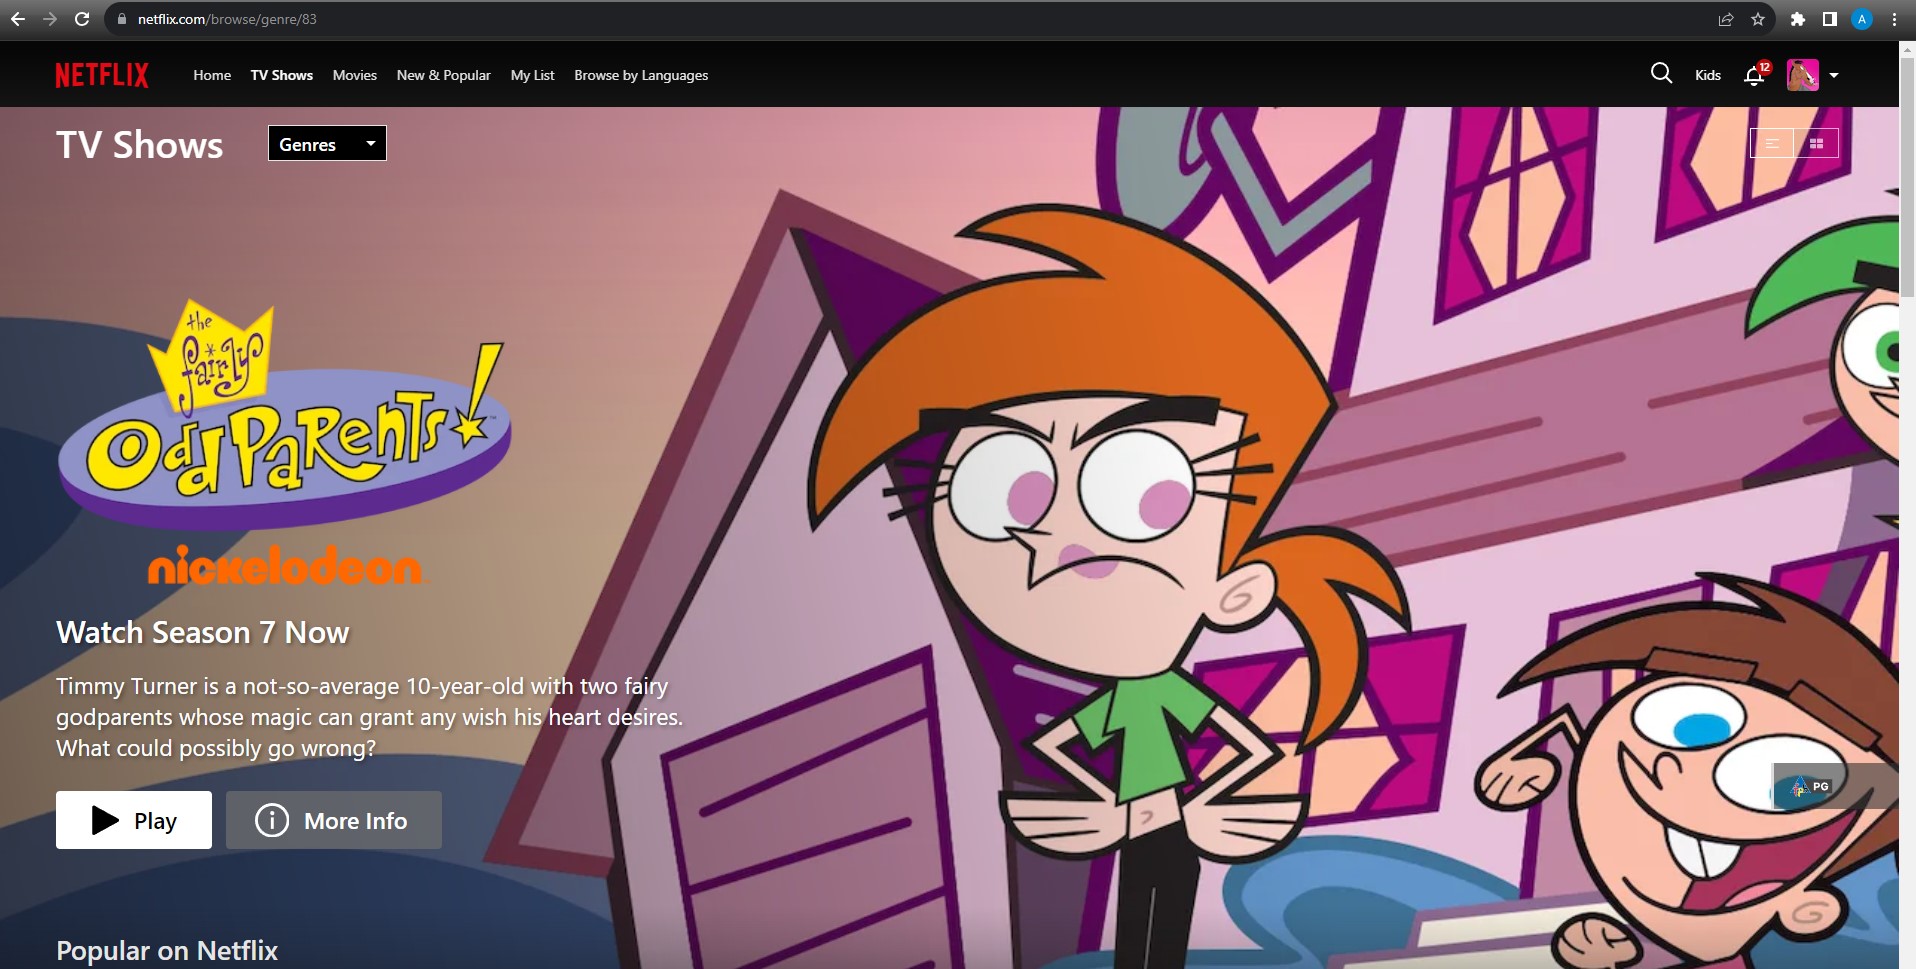 netflix.com/browse/genre/83
A
NETFLIX Home TV Shows Movies New & Popular My List Browse by Languages Kids 12
TV Shows Genres
the
fairly
OddParents!
nickelodeon
Watch Season 7 Now
Timmy Turner is a not-so-average 10-year-old with two fairy
godparents whose magic can grant any wish his heart desires.
What could possibly go wrong?
PG
Play More Info
Popular on Netflix